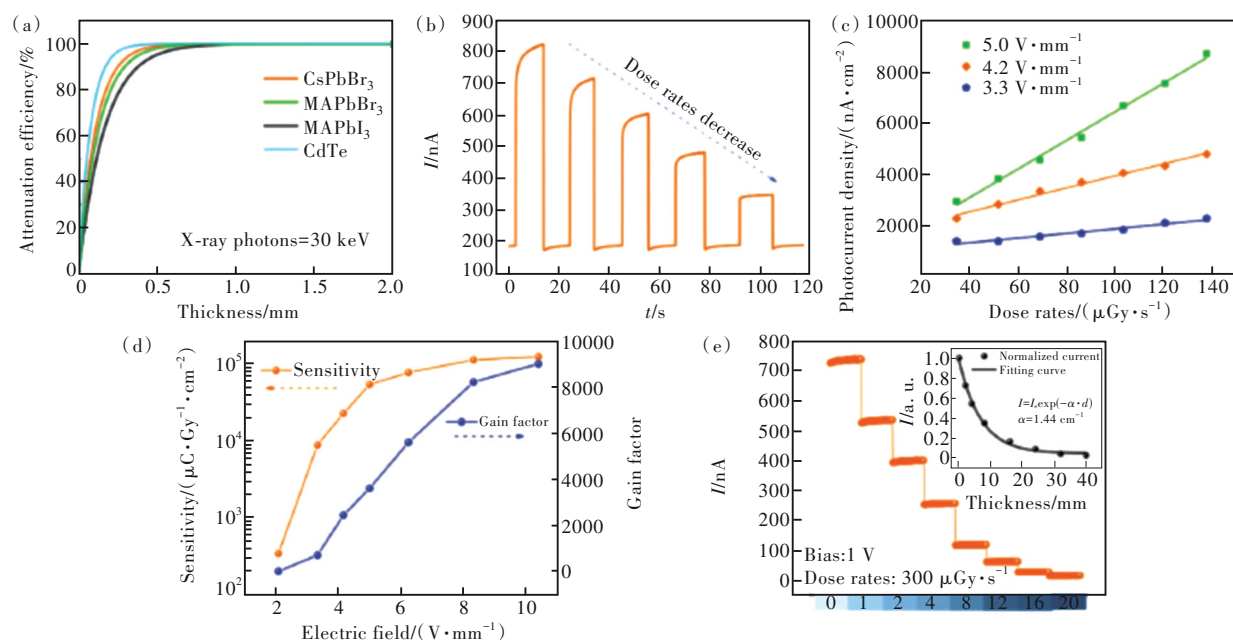 (a)
Attenuation efficiency/%
100
80
60
40
20
0
CsPbBr₃
MAPbBr₃
MAPbI₃
CdTe
X-ray photons=30 keV
0 0.5 1.0 1.5 2.0
Thickness/mm
(b)
I/nA
900
800
700
600
500
400
300
200
100
Dose rates decrease
0 20 40 60 80 100 120
t/s
(c)
Photocurrent density/(nA·cm⁻²)
10000
8000
6000
4000
2000
0
5.0 V·mm⁻¹
4.2 V·mm⁻¹
3.3 V·mm⁻¹
20 40 60 80 100 120 140
Dose rates/(μGy·s⁻¹)
(d)
Sensitivity/(μC·Gy⁻¹·cm⁻²)
10⁵
10⁴
10³
10²
Sensitivity
Gain factor
10000
8000
6000
4000
2000
0
Gain factor
2 4 6 8 10
Electric field/(V·mm⁻¹)
(e)
I/nA
800
700
600
500
400
300
200
100
0
Bias:1 V
Dose rates: 300 μGy·s⁻¹
0 1 2 4 8 12 16 20
I/a. u.
1.0
0.8
0.6
0.4
0.2
0
Normalized current
Fitting curve
α=1.44 cm⁻¹
0 10 20 30 40
Thickness/mm